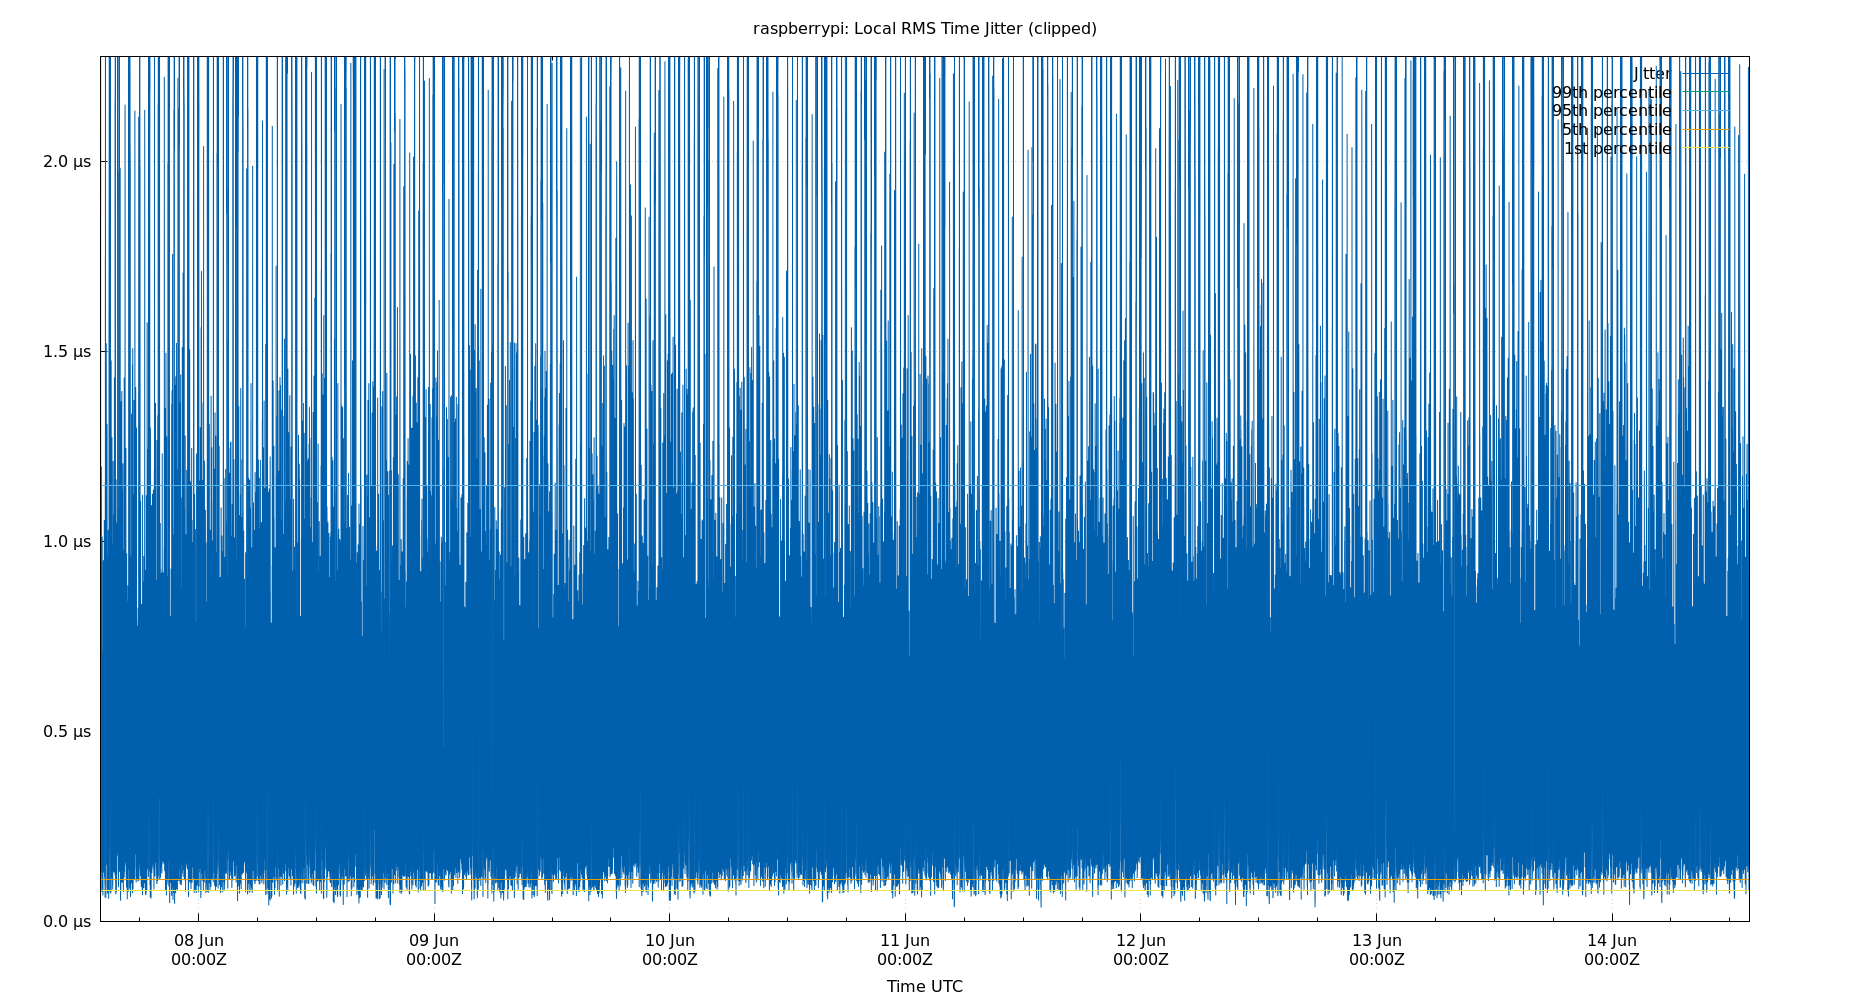 raspberrypi: Local RMS Time Jitter (clipped)
Jitter
99th percentile
95th percentile
5th percentile
1st percentile
2.0 μs
1.5 μs
1.0 μs
0.5 μs
0.0 μs
08 Jun 09 Jun 10 Jun 11 Jun 12 Jun 13 Jun 14 Jun
00:00Z 00:00Z 00:00Z 00:00Z 00:00Z 00:00Z 00:00Z
Time UTC